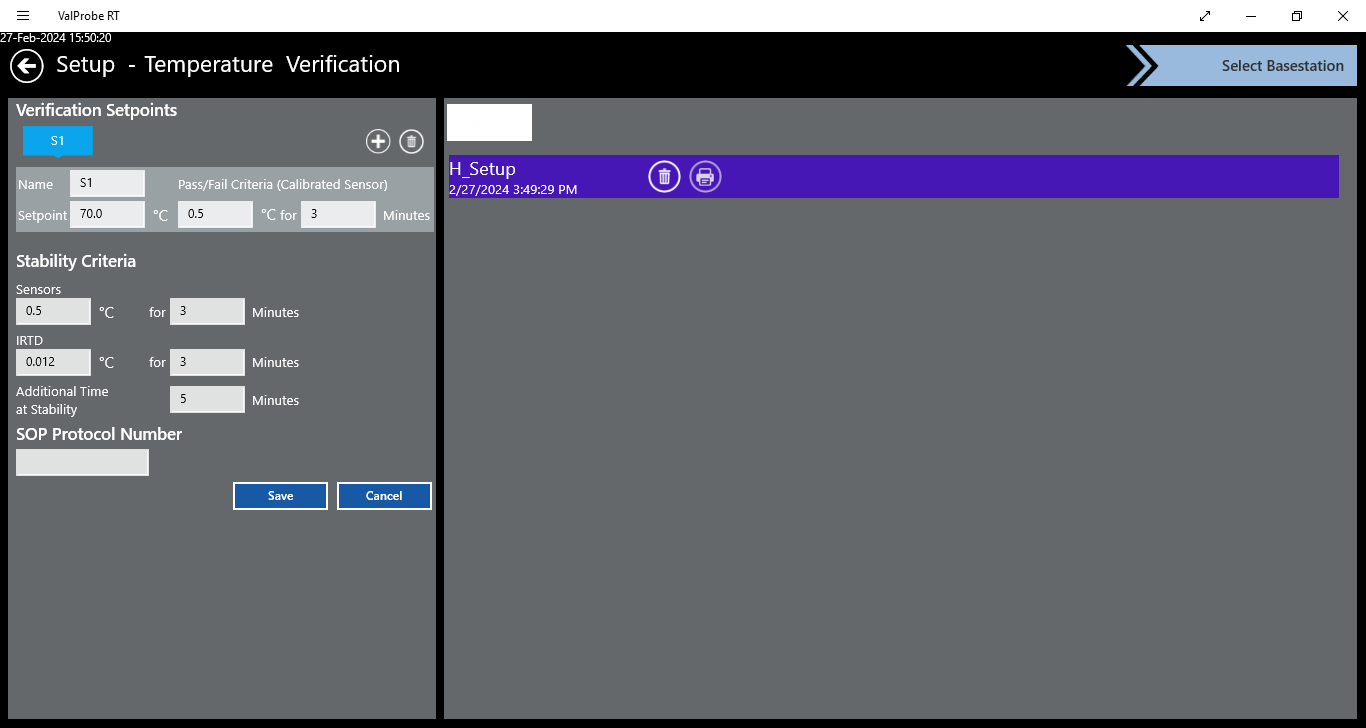 ValProbe RT
27-Feb-2024 15:50:20
Setup - Temperature Verification
Select Basestation
Verification Setpoints
S1
Name S1 Pass/Fail Criteria (Calibrated Sensor)
Setpoint 70.0 °C 0.5 °C for 3 Minutes
Stability Criteria
Sensors
0.5 °C for 3 Minutes
IRTD
0.012 °C for 3 Minutes
Additional Time
at Stability
5 Minutes
SOP Protocol Number
Save Cancel
H_Setup
2/27/2024 3:49:29 PM